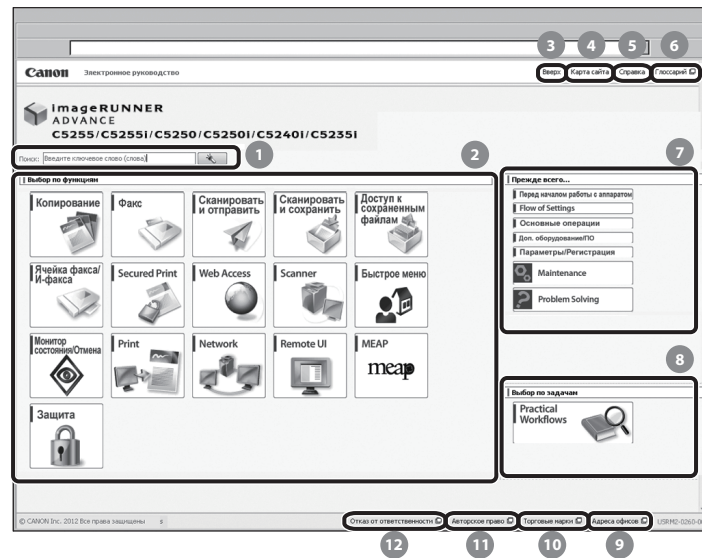 3 4 5 6
Canon Электронное руководство
Вверх Карта сайта Справка Глоссарий
imageRUNNER
ADVANCE
C5255/C5255i/C5250/C5250i/C5240i/C5235i
Поиск: Введите ключевое слово (слова)
1 2 7
Выбор по функциям
Копирование
Факс
Сканировать
и отправить
Сканировать
и сохранить
Доступ к
сохраненным
файлам
Ячейка факса/
И-факса
Secured Print
Web Access
Scanner
Быстрое меню
Монитор
состояния/Отмена
Print
Network
Remote UI
MEAP
meap
Защита
Прежде всего...
Перед началом работы с аппаратом
Flow of Settings
Основные операции
Доп. оборудование/ПО
Параметры/Регистрация
Maintenance
Problem Solving
8
Выбор по задачам
Practical
Workflows
© CANON Inc. 2012 Все права защищены s
Отказ от ответственности Авторское право Торговые марки Адреса офисов USRM2-0260-0
12 11 10 9